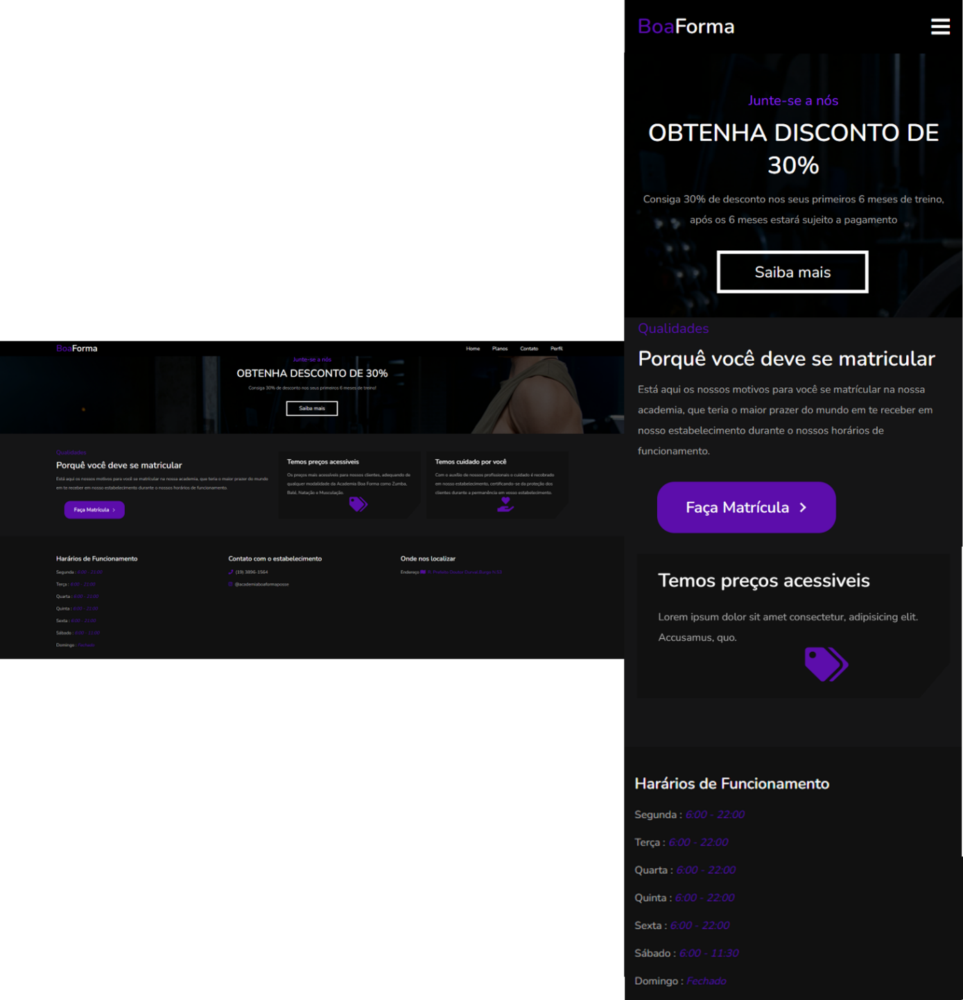 BoaForma
Home Planos Contato Perfil
Junte-se a nós
OBTENHA DESCONTO DE 30%
Consiga 30% de desconto nos seus primeiros 6 meses de treino!
Saiba mais
Qualidades
Porquê você deve se matricular
Está aqui os nossos motivos para você se matrícular na nossa academia, que teria o maior prazer do mundo
em te receber em nosso estabelecimento durante o nossos horários de funcionamento.
Faça Matrícula
Temos preços acessiveis
Os preços mais acessíveis para nossos clientes, adequando de
qualquer modalidade da Academia Boa Forma como Zumba,
Balé, Natação e Musculação.
Temos cuidado por você
Com o auxílio de nossos profissionais o cuidado é recobrado
em nosso estabelecimento, certificando-se da proteção dos
clientes durante a permanência em vosso estabelecimento.
Harários de Funcionamento
Segunda : 6:00 - 22:00
Terça : 6:00 - 22:00
Quarta : 6:00 - 22:00
Quinta : 6:00 - 22:00
Sexta : 6:00 - 22:00
Sábado :
Domingo : Fechado
Contato com o estabelecimento
(19) 3896-1564
@academiaboaformaposse
Onde nos localizar
Endereço
BoaForma
Junte-se a nós
OBTENHA DISCONTO DE
30%
Consiga 30% de desconto nos seus primeiros 6 meses de treino,
após os 6 meses estará sujeito a pagamento
Saiba mais
Qualidades
Porquê você deve se matricular
Está aqui os nossos motivos para você se matrícular na nossa
academia, que teria o maior prazer do mundo em te receber em
nosso estabelecimento durante o nossos horários de
funcionamento.
Faça Matrícula
Temos preços acessiveis
Lorem ipsum dolor sit amet consectetur, adipisicing elit.
Accusamus, quo.
Harários de Funcionamento
Segunda : 6:00 - 22:00
Terça : 6:00 - 22:00
Quarta : 6:00 - 22:00
Quinta : 6:00 - 22:00
Sexta : 6:00 - 22:00
Sábado : 6:00 - 11:30
Domingo : Fechado